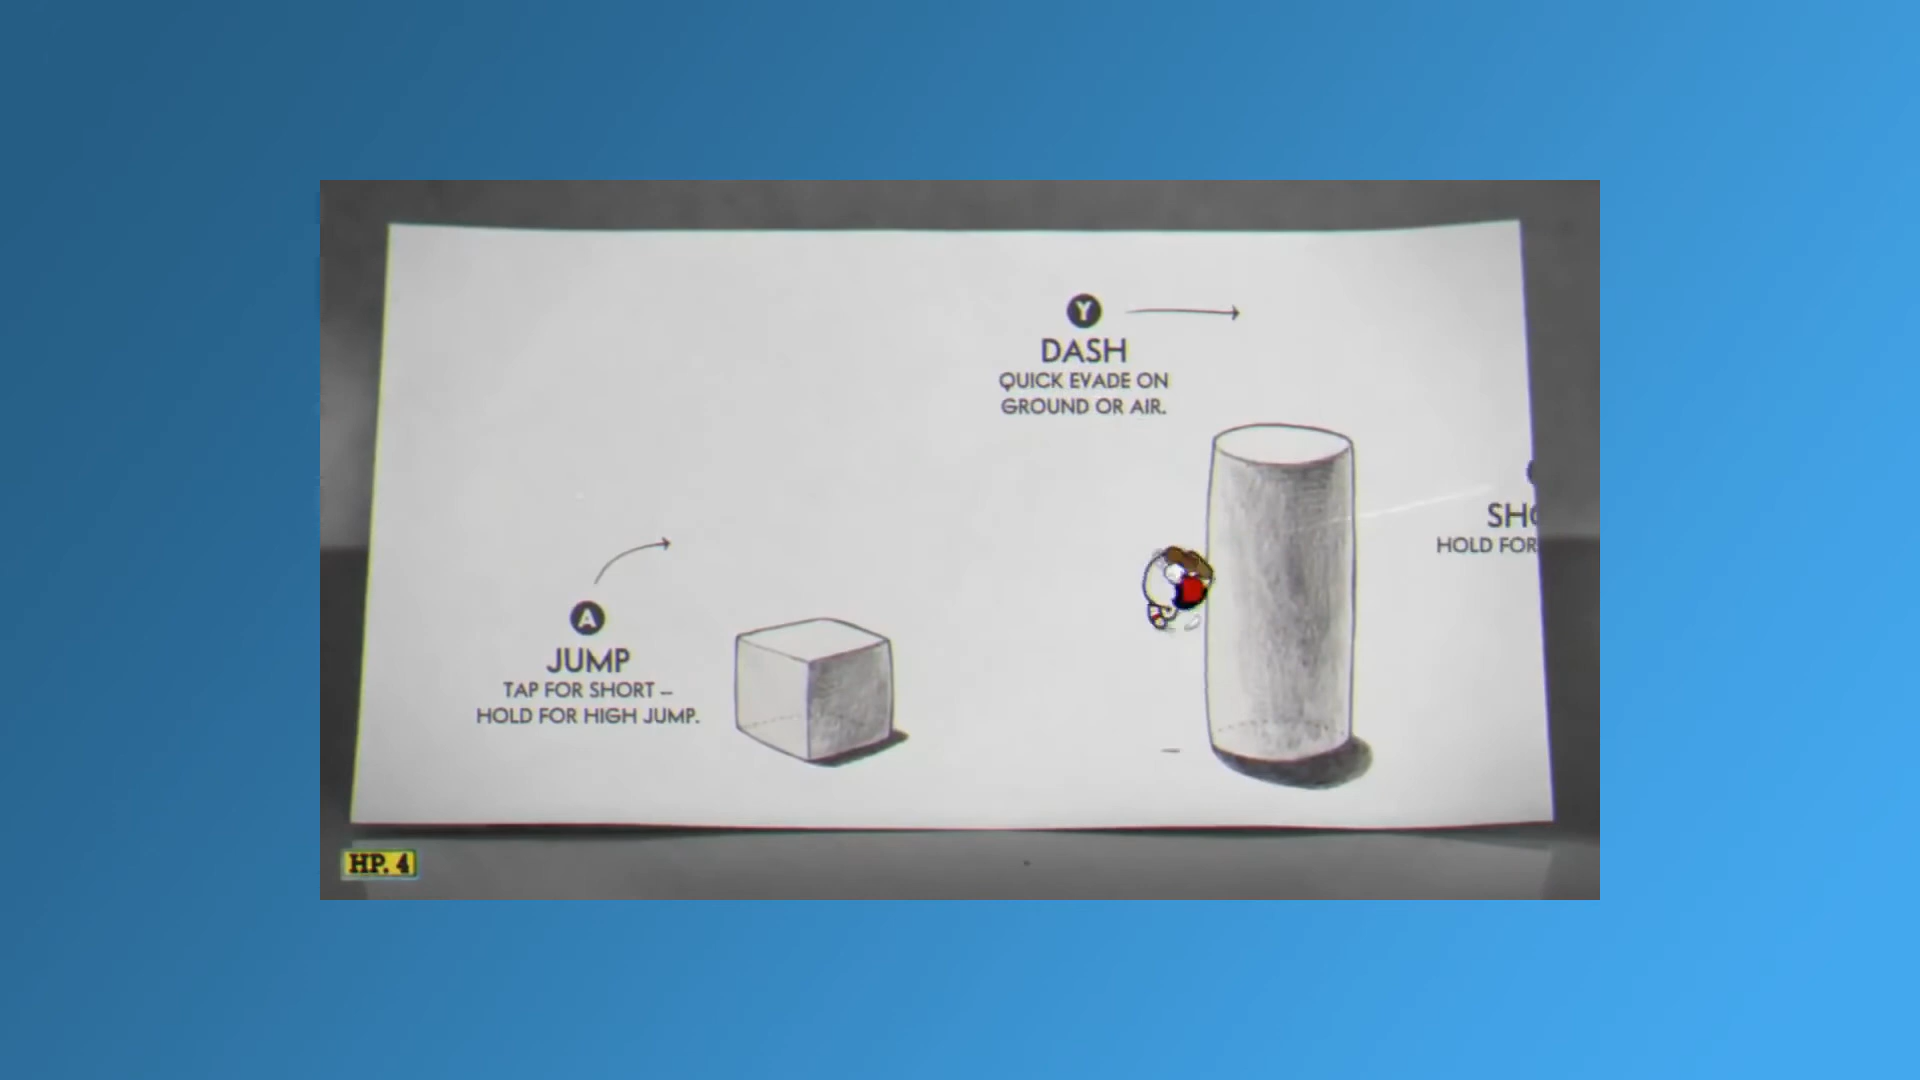 Y
DASH
QUICK EVADE ON
GROUND OR AIR.
SHO
HOLD FOR
A
JUMP
TAP FOR SHORT –
HOLD FOR HIGH JUMP.
HP. 4